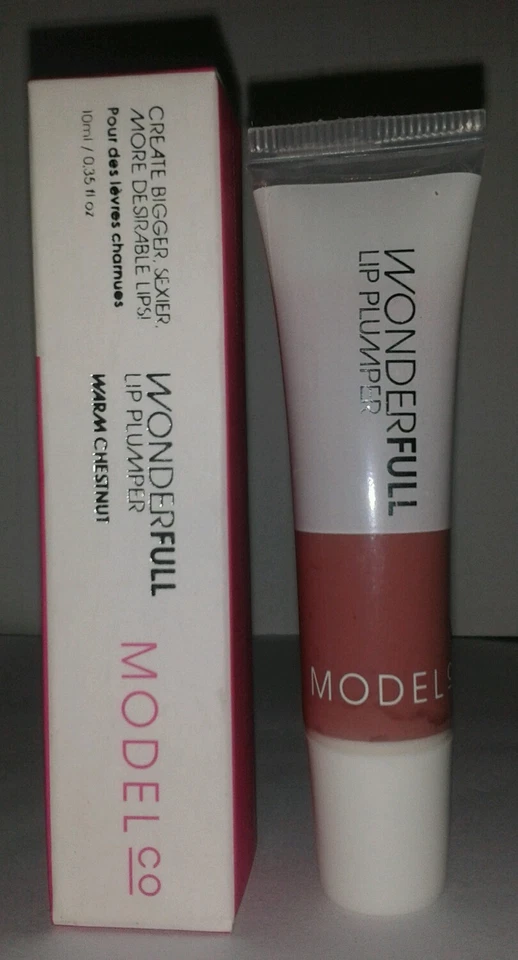 CREATE BIGGER, SEXIER,
MORE DESIRABLE LIPS!
Pour des lèvres charnues
10ml / 0.35 fl oz
WONDERFULL
LIP PLUMPER
WARM CHESTNUT
MODEL CO
WONDERFULL
LIP PLUMPER
MODEL